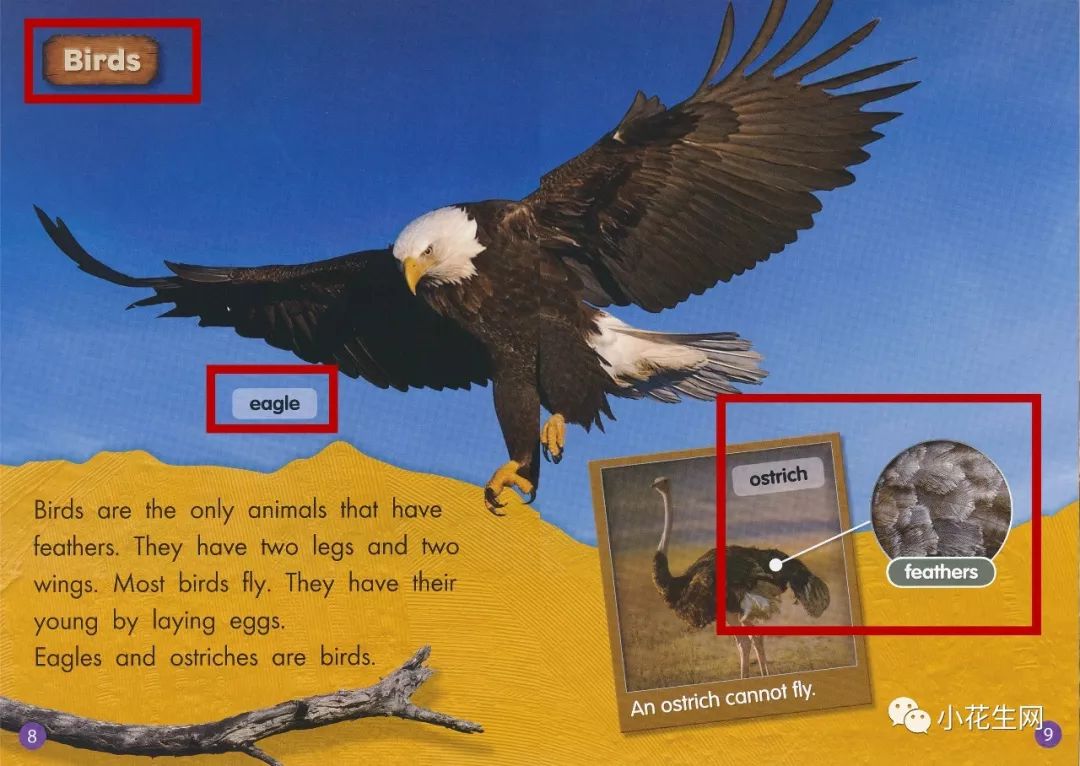 Birds
eagle
Birds are the only animals that have
feathers. They have two legs and two
wings. Most birds fly. They have their
young by laying eggs.
Eagles and ostriches are birds.
ostrich
feathers
An ostrich cannot fly.
小花生网
8
9